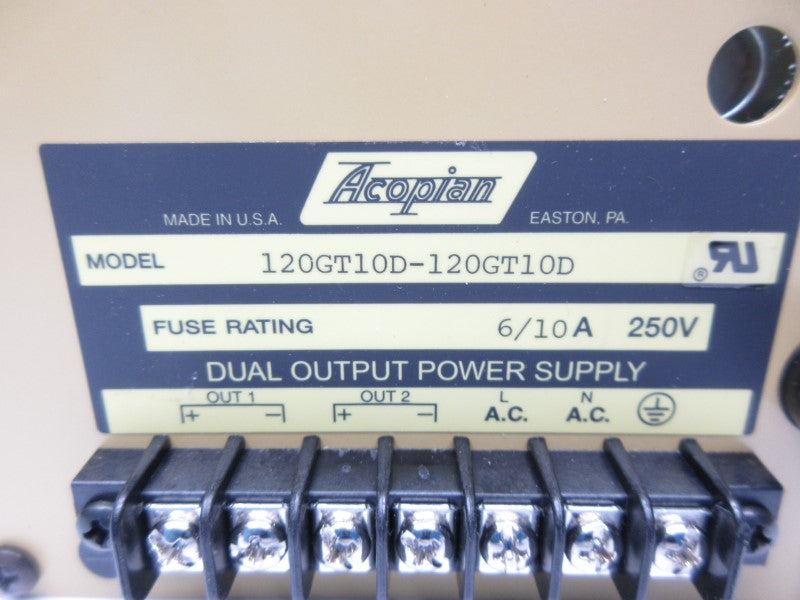 Acopian
MADE IN U.S.A. EASTON, PA.
MODEL 120GT10D-120GT10D
FUSE RATING 6/10 A 250V
DUAL OUTPUT POWER SUPPLY
OUT 1 OUT 2 L N
+ - + - A.C. A.C.